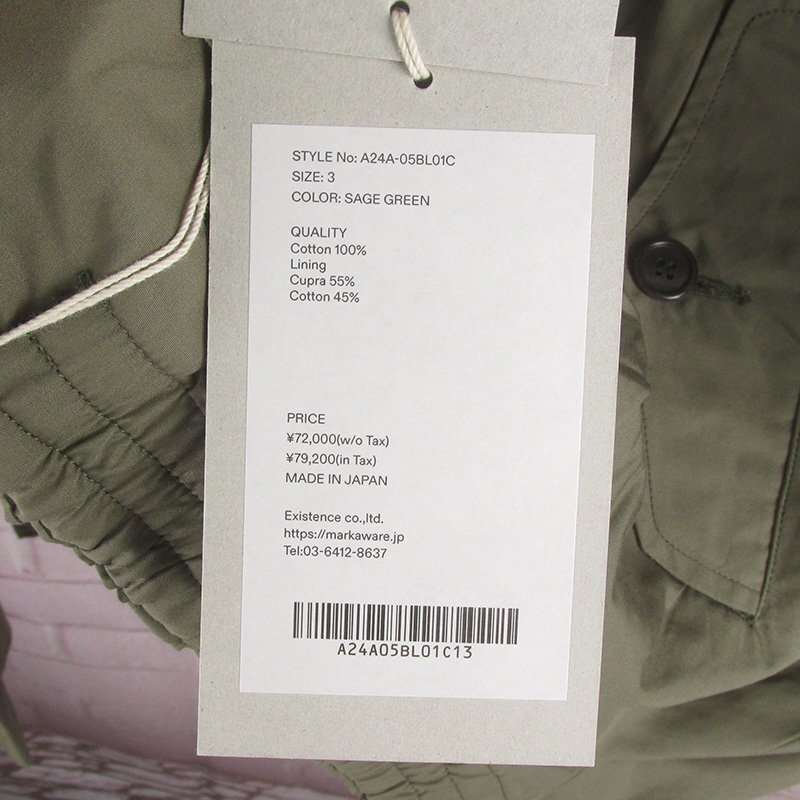 STYLE No: A24A-05BL01C
SIZE: 3
COLOR: SAGE GREEN
QUALITY
Cotton 100%
Lining
Cupra 55%
Cotton 45%
PRICE
¥72,000(w/o Tax)
¥79,200(in Tax)
MADE IN JAPAN
Existence co.,ltd.
https://markaware.jp
Tel:03-6412-8637
A24A05BL01C13